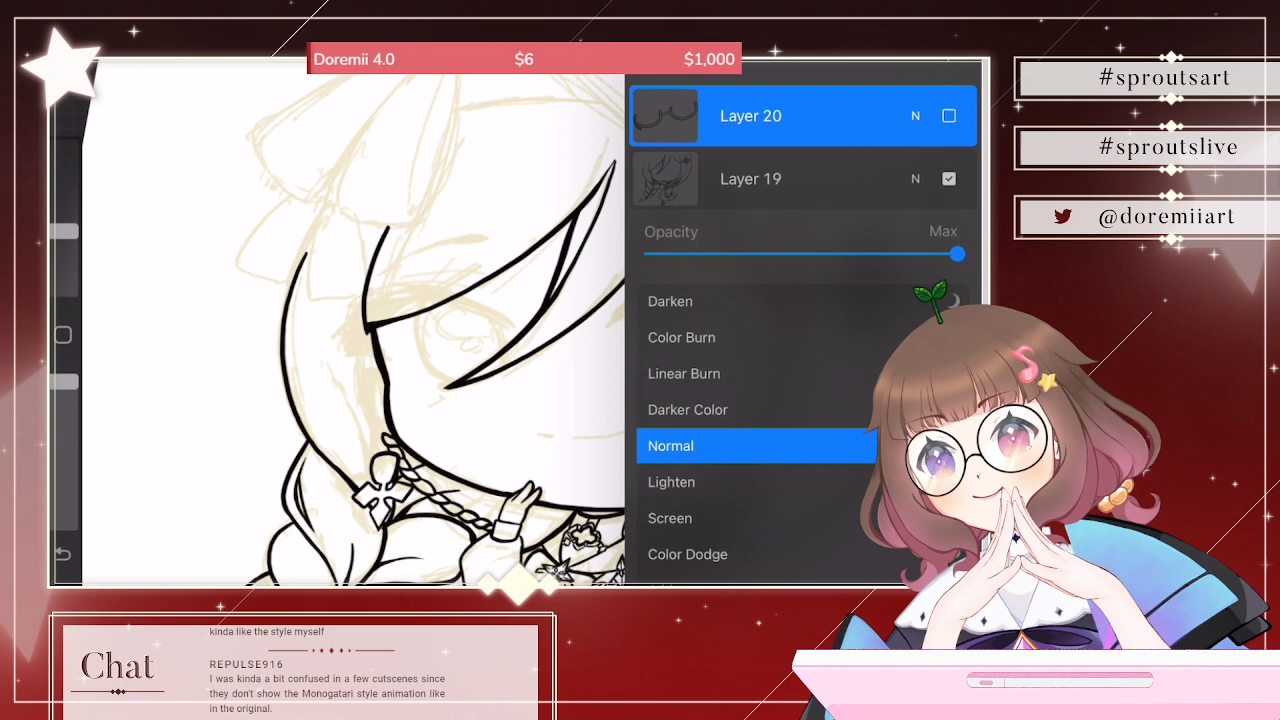 Doremii 4.0 $6 $1,000
#sproutsart
#sproutslive
@doremiiart
Layer 20 N
Layer 19 N
Opacity Max
Darken
Color Burn
Linear Burn
Darker Color
Normal
Lighten
Screen
Color Dodge
Chat
kinda like the style myself
REPULSE916
I was kinda a bit confused in a few cutscenes since
they don't show the Monogatari style animation like
in the original.